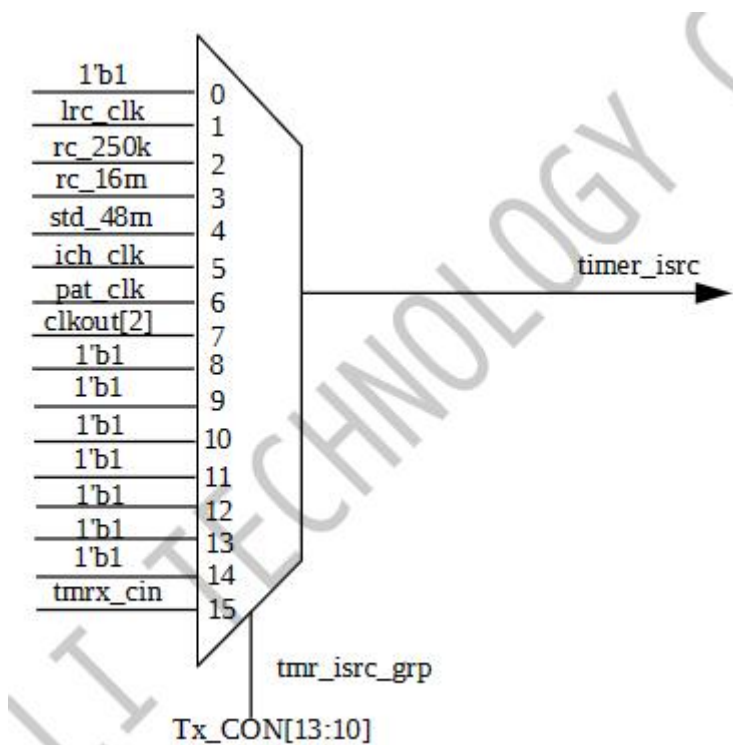 1'b1
0
lrc_clk
1
rc_250k
2
rc_16m
3
std_48m
4
ich_clk
5
pat_clk
6
clkout[2]
7
1'b1
8
1'b1
9
1'b1
10
1'b1
11
1'b1
12
1'b1
13
1'b1
14
tmrx_cin
15
timer_isrc
tmr_isrc_grp
Tx_CON[13:10]
LI TECHNOLOGY C